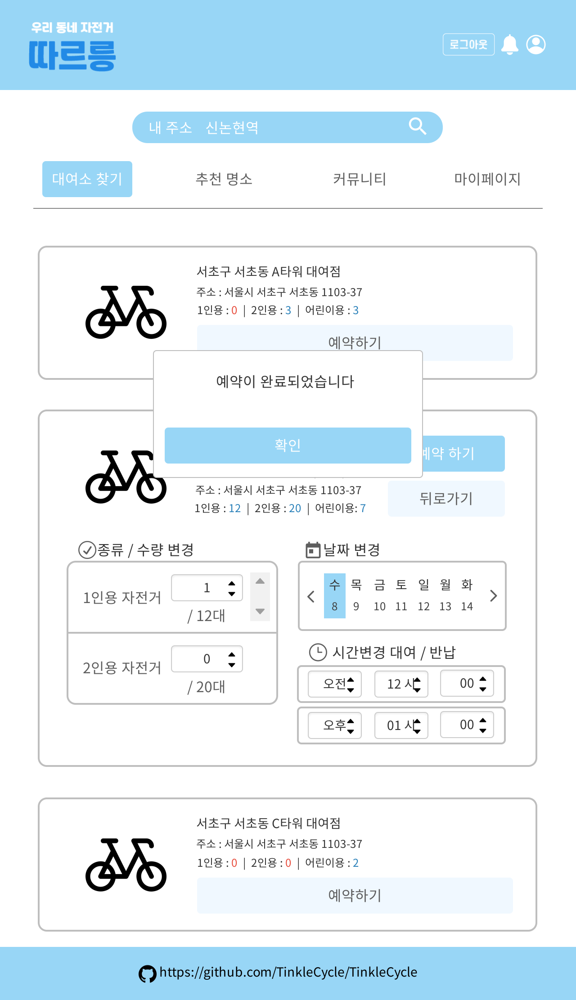 우리 동네 자전거
따르릉
로그아웃
내 주소 신논현역
대여소 찾기 추천 명소 커뮤니티 마이페이지
서초구 서초동 A타워 대여점
주소 : 서울시 서초구 서초동 1103-37
1인용 : 0 | 2인용 : 3 | 어린이용 : 3
예약하기
예약이 완료되었습니다
확인
예약 하기
주소 : 서울시 서초구 서초동 1103-37
뒤로가기
1인용 : 12 | 2인용 : 20 | 어린이용: 7
종류 / 수량 변경
1인용 자전거 1
/ 12대
2인용 자전거 0
/ 20대
날짜 변경
수 목 금 토 일 월 화
8 9 10 11 12 13 14
시간변경 대여 / 반납
오전 12 시 00
오후 01 시 00
서초구 서초동 C타워 대여점
주소 : 서울시 서초구 서초동 1103-37
1인용 : 0 | 2인용 : 0 | 어린이용 : 2
예약하기
https://github.com/TinkleCycle/TinkleCycle